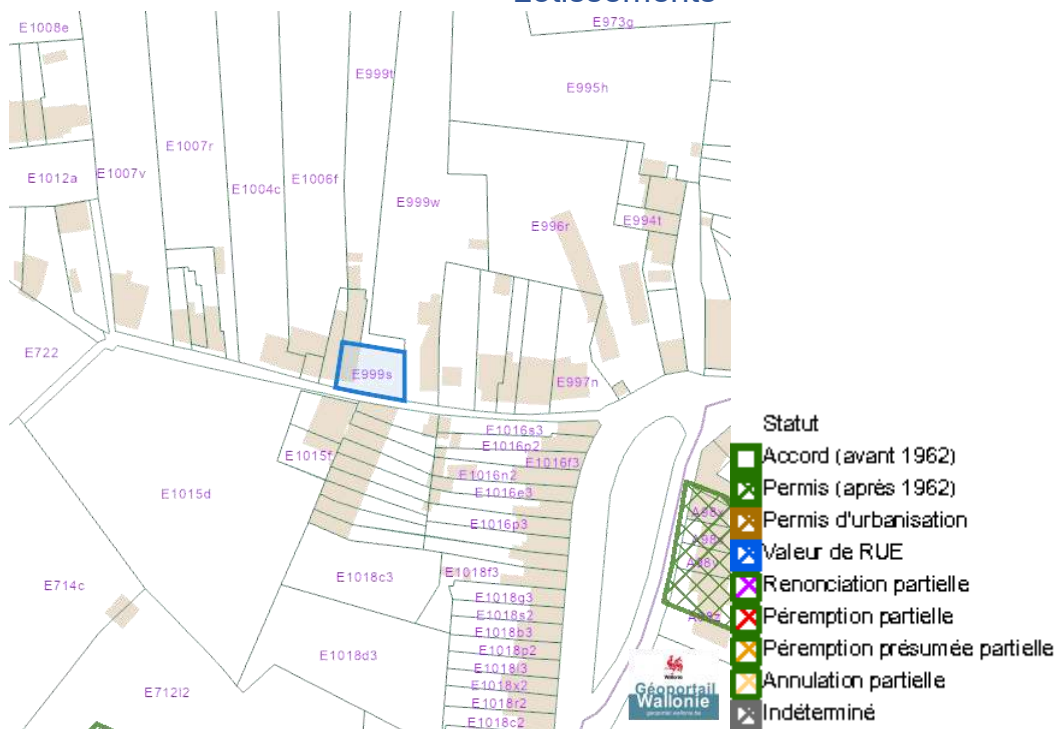 Lotissements
E1008e
E973g
E999t
E995h
E1007r
E1012a
E1007v
E1004c
E1006f
E999w
E994t
E996r
E722
E999s
E997n
E1016s3
E1016p2
E1015f
E1016f3
E1016n2
E1015d
E1016e3
E1016p3
E1018c3
E1018f3
E714c
E1018g3
E1018s2
E1018b3
E1018d3
E1018p2
E1018l3
E1018x2
E712l2
E1018r2
E1018c2
Wallonie
Géoportail
Wallonie
geoportail.wallonie.be
Statut
Accord (avant 1962)
Permis (après 1962)
Permis d'urbanisation
Valeur de RUE
Renonciation partielle
Péremption partielle
Péremption présumée partielle
Annulation partielle
Indéterminé